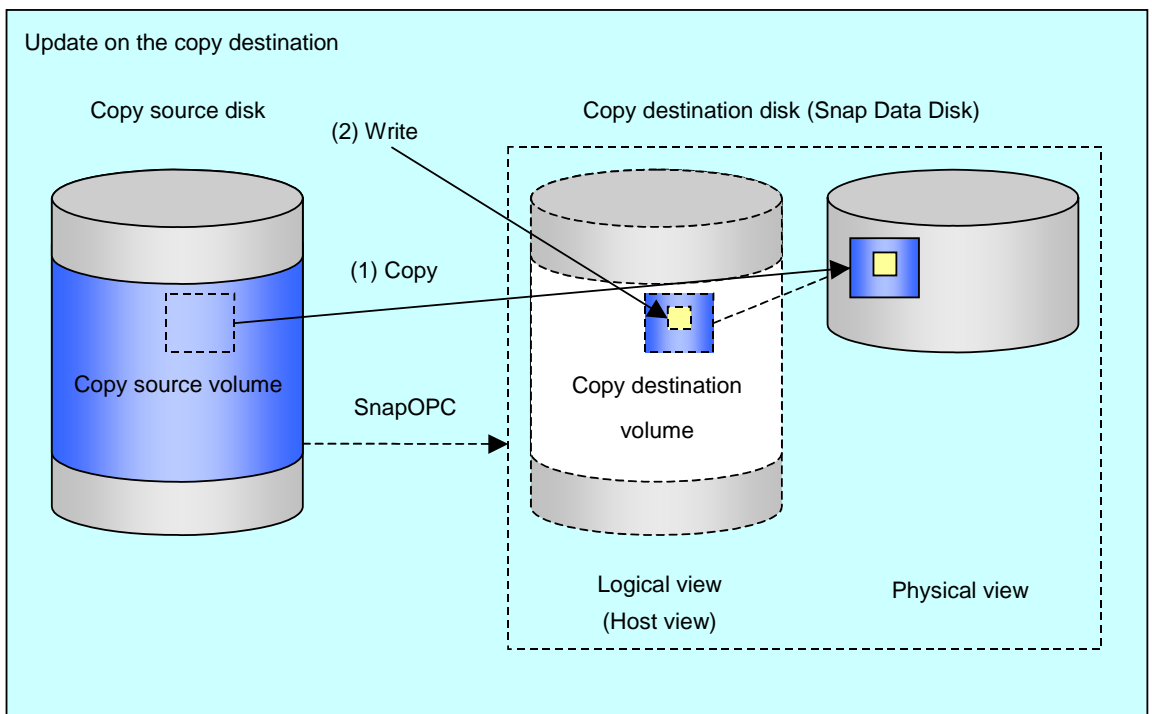 Update on the copy destination
Copy source disk
Copy destination disk (Snap Data Disk)
(2) Write
(1) Copy
Copy source volume
SnapOPC
Copy destination
volume
Logical view
(Host view)
Physical view